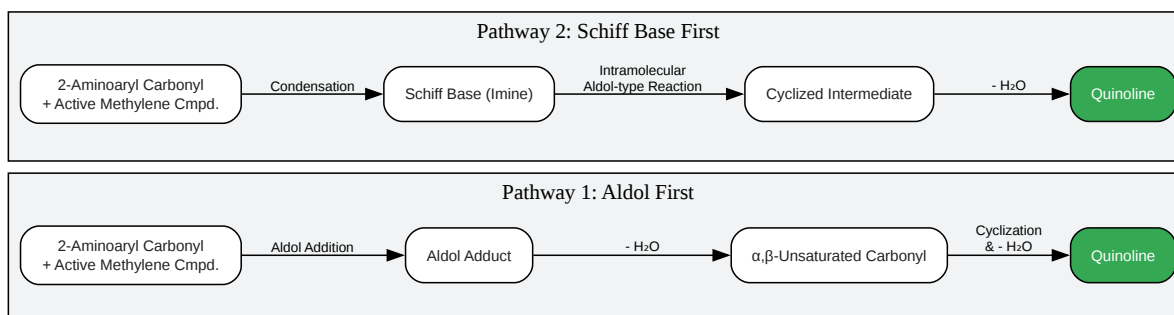 Pathway 2: Schiff Base First
2-Aminoaryl Carbonyl
+ Active Methylene Cmpd.
Condensation
Schiff Base (Imine)
Intramolecular
Aldol-type Reaction
Cyclized Intermediate
- H₂O
Quinoline
Pathway 1: Aldol First
2-Aminoaryl Carbonyl
+ Active Methylene Cmpd.
Aldol Addition
Aldol Adduct
- H₂O
α,β-Unsaturated Carbonyl
Cyclization
& - H₂O
Quinoline